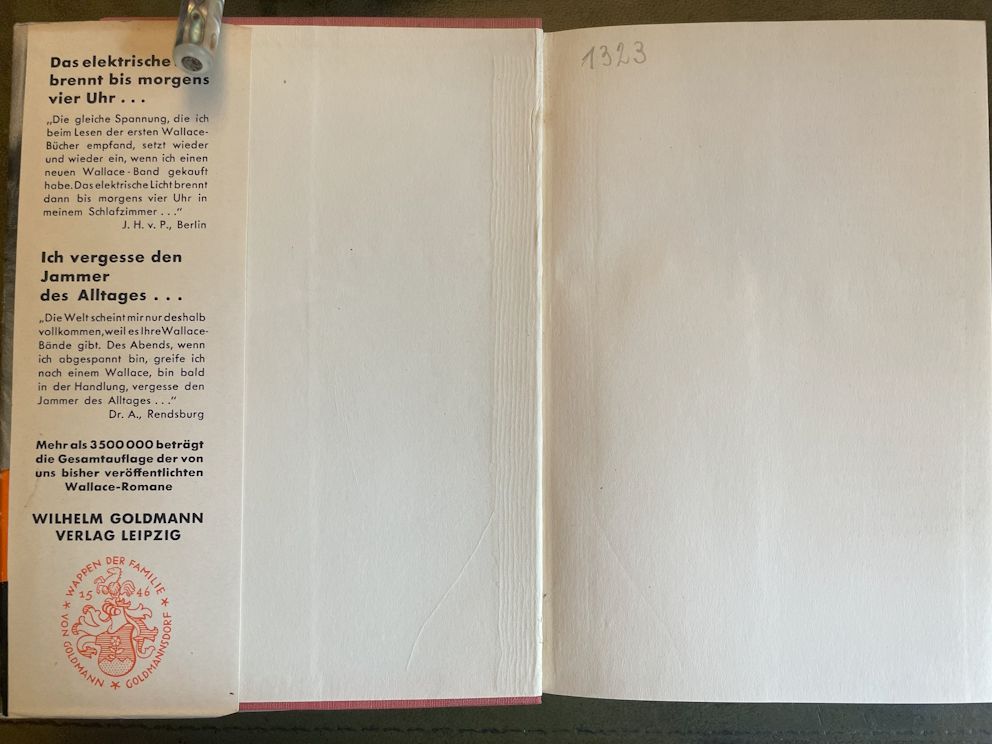 Das elektrische
brennt bis morgens
vier Uhr . . .
„Die gleiche Spannung, die ich
beim Lesen der ersten Wallace-
Bücher empfand, setzt wieder
und wieder ein, wenn ich einen
neuen Wallace-Band gekauft
habe. Das elektrische Licht brennt
dann bis morgens vier Uhr in
meinem Schlafzimmer . . .“
J. H. v. P., Berlin
Ich vergesse den
Jammer
des Alltages . . .
„Die Welt scheint mir nur deshalb
vollkommen, weil es Ihre Wallace-
Bände gibt. Des Abends, wenn
ich abgespannt bin, greife ich
nach einem Wallace, bin bald
in der Handlung, vergesse den
Jammer des Alltages . . .“
Dr. A., Rendsburg
Mehr als 3500000 beträgt
die Gesamtauflage der von
uns bisher veröffentlichten
Wallace-Romane
WILHELM GOLDMANN
VERLAG LEIPZIG
WAPPEN DER FAMILIE
1546
VON GOLDMANN * GOLDMANNSDORF *
1323